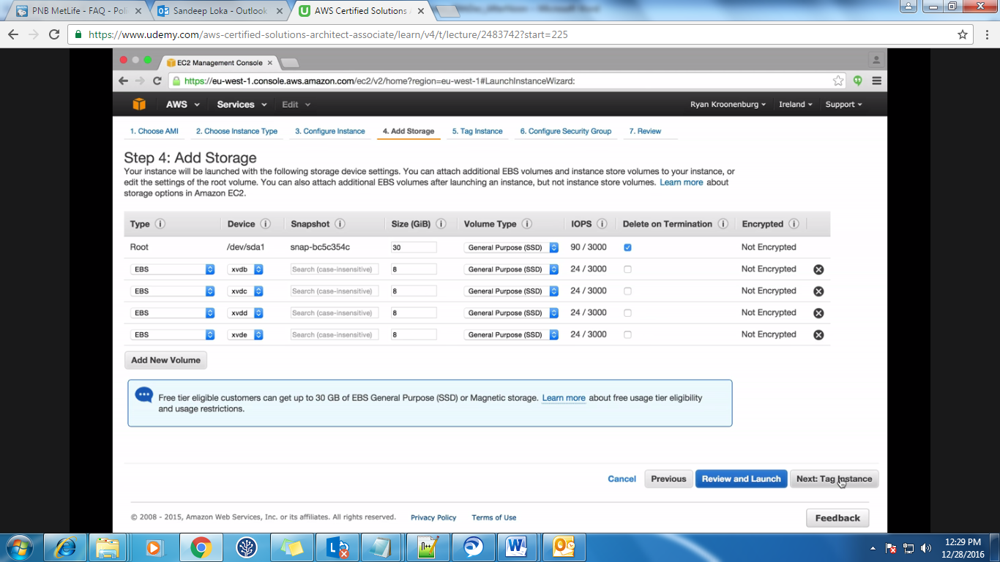 PNB MetLife - FAQ - Poli
Sandeep Loka - Outlook
AWS Certified Solutions
Microsoft Word
https://www.udemy.com/aws-certified-solutions-architect-associate/learn/v4/t/lecture/2483742?start=225
EC2 Management Console
https://eu-west-1.console.aws.amazon.com/ec2/v2/home?region=eu-west-1#LaunchInstanceWizard:
AWS Services Edit Ryan Kroonenburg Ireland Support
1. Choose AMI 2. Choose Instance Type 3. Configure Instance 4. Add Storage 5. Tag Instance 6. Configure Security Group 7. Review
Step 4: Add Storage
Your instance will be launched with the following storage device settings. You can attach additional EBS volumes and instance store volumes to your instance, or
edit the settings of the root volume. You can also attach additional EBS volumes after launching an instance, but not instance store volumes. Learn more about
storage options in Amazon EC2.
Type Device Snapshot Size (GiB) Volume Type IOPS Delete on Termination Encrypted
Root /dev/sda1 snap-bc5c354c 30 General Purpose (SSD) 90 / 3000 Not Encrypted
EBS xvdb Search (case-insensitive) 8 General Purpose (SSD) 24 / 3000 Not Encrypted
EBS xvdc Search (case-insensitive) 8 General Purpose (SSD) 24 / 3000 Not Encrypted
EBS xvdd Search (case-insensitive) 8 General Purpose (SSD) 24 / 3000 Not Encrypted
EBS xvde Search (case-insensitive) 8 General Purpose (SSD) 24 / 3000 Not Encrypted
Add New Volume
Free tier eligible customers can get up to 30 GB of EBS General Purpose (SSD) or Magnetic storage. Learn more about free usage tier eligibility
and usage restrictions.
Cancel Previous Review and Launch Next: Tag Instance
© 2008 - 2015, Amazon Web Services, Inc. or its affiliates. All rights reserved. Privacy Policy Terms of Use
Feedback
12:29 PM
12/28/2016